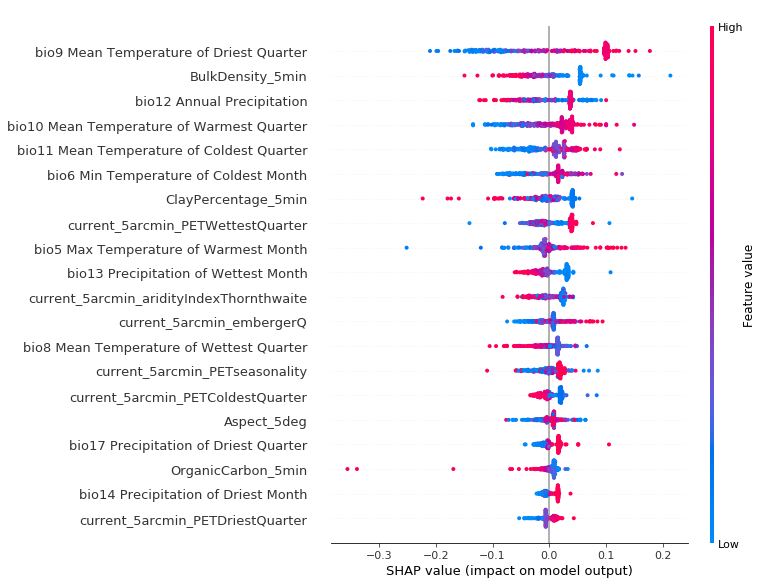 High
bio9 Mean Temperature of Driest Quarter
BulkDensity_5min
bio12 Annual Precipitation
bio10 Mean Temperature of Warmest Quarter
bio11 Mean Temperature of Coldest Quarter
bio6 Min Temperature of Coldest Month
ClayPercentage_5min
current_5arcmin_PETWettestQuarter
bio5 Max Temperature of Warmest Month
bio13 Precipitation of Wettest Month
current_5arcmin_aridityIndexThornthwaite
current_5arcmin_embergerQ
bio8 Mean Temperature of Wettest Quarter
current_5arcmin_PETseasonality
current_5arcmin_PETColdestQuarter
Aspect_5deg
bio17 Precipitation of Driest Quarter
OrganicCarbon_5min
bio14 Precipitation of Driest Month
current_5arcmin_PETDriestQuarter
Feature value
Low
−0.3 −0.2 −0.1 0.0 0.1 0.2
SHAP value (impact on model output)